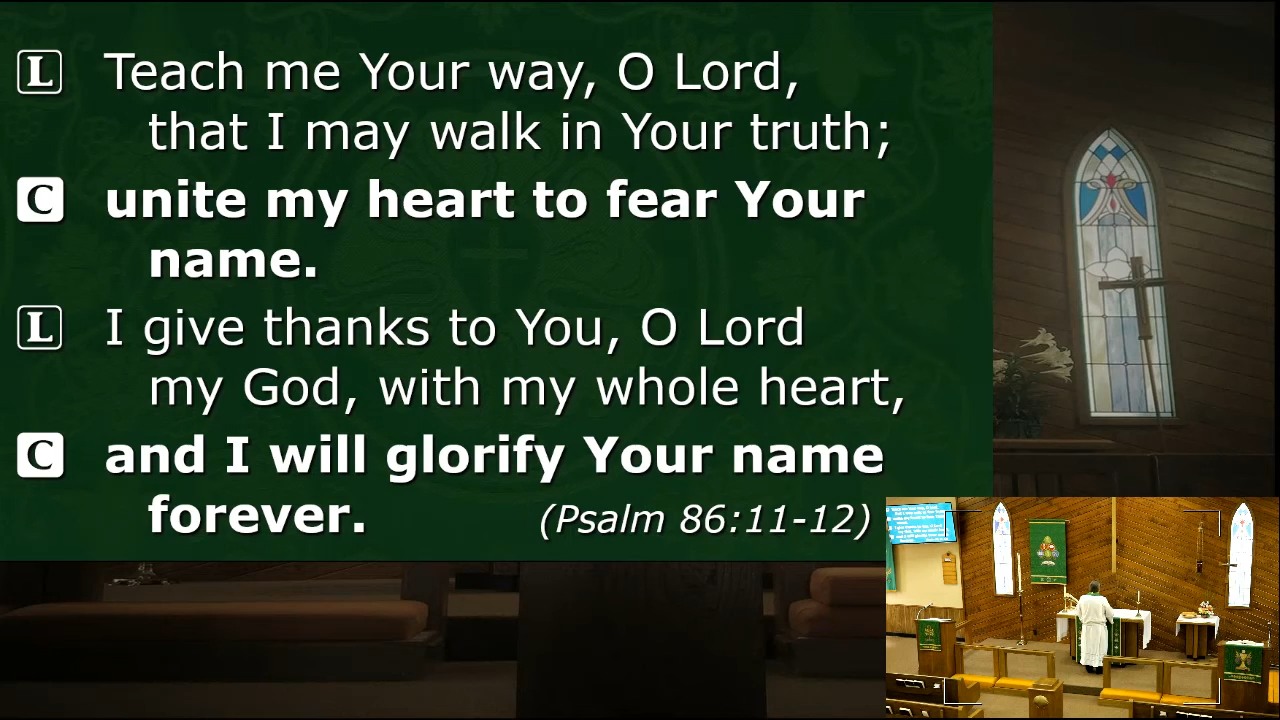 L Teach me Your way, O Lord,
that I may walk in Your truth;
C unite my heart to fear Your
name.
L I give thanks to You, O Lord
my God, with my whole heart,
C and I will glorify Your name
forever. (Psalm 86:11-12)